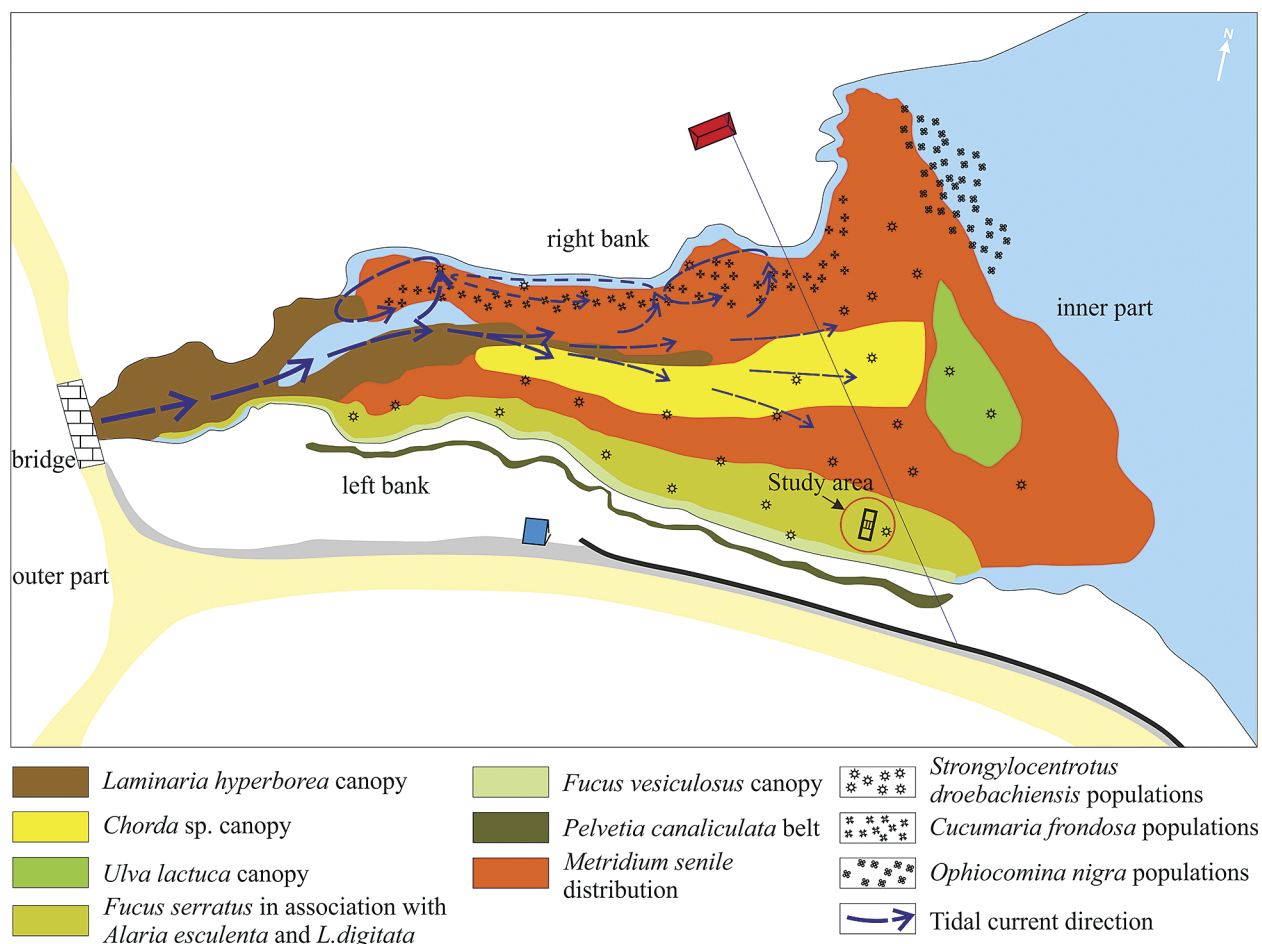 N
right bank
inner part
bridge
left bank
Study area
outer part
Laminaria hyperborea canopy
Chorda sp. canopy
Ulva lactuca canopy
Fucus serratus in association with
Alaria esculenta and L.digitata
Fucus vesiculosus canopy
Pelvetia canaliculata belt
Metridium senile
distribution
Strongylocentrotus
droebachiensis populations
Cucumaria frondosa populations
Ophiocomina nigra populations
Tidal current direction